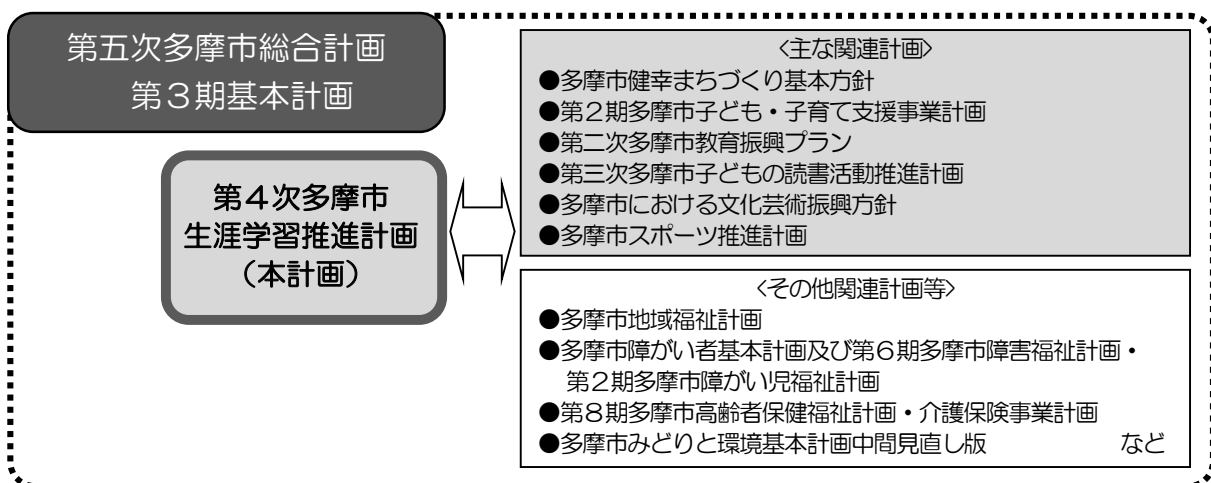 第五次多摩市総合計画
第３期基本計画
第４次多摩市
生涯学習推進計画
（本計画）
〈主な関連計画〉
●多摩市健幸まちづくり基本方針
●第２期多摩市子ども・子育て支援事業計画
●第二次多摩市教育振興プラン
●第三次多摩市子どもの読書活動推進計画
●多摩市における文化芸術振興方針
●多摩市スポーツ推進計画
〈その他関連計画等〉
●多摩市地域福祉計画
●多摩市障がい者基本計画及び第６期多摩市障害福祉計画・
第２期多摩市障がい児福祉計画
●第８期多摩市高齢者保健福祉計画・介護保険事業計画
●多摩市みどりと環境基本計画中間見直し版　など